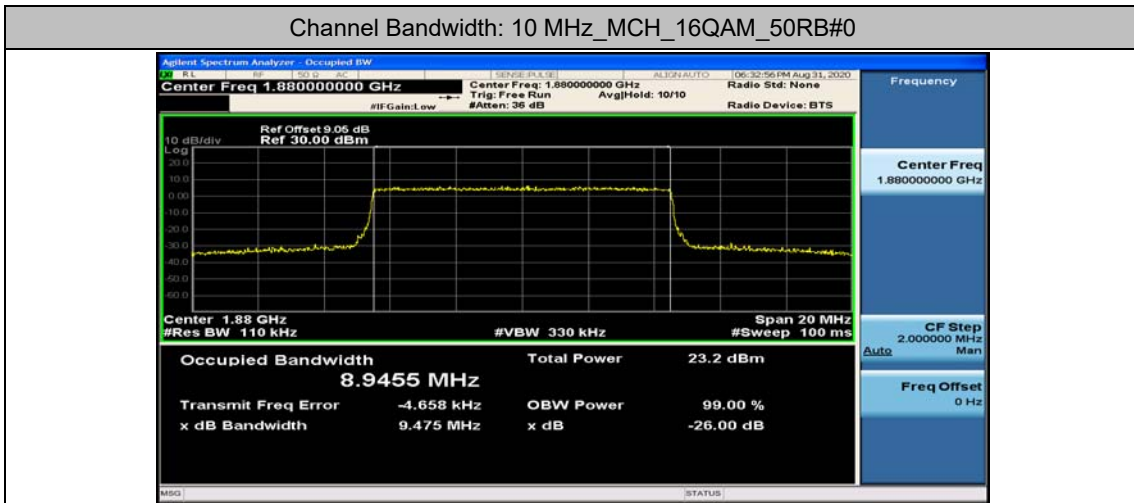 Channel Bandwidth: 10 MHz_MCH_16QAM_50RB#0
Agilent Spectrum Analyzer - Occupied BW
RL RF 50 Ω AC SENSE:PULSE ALIGN AUTO 06:32:56 PM Aug 31, 2020
Center Freq 1.880000000 GHz Center Freq: 1.880000000 GHz Radio Std: None
Trig: Free Run Avg|Hold: 10/10
#IFGain:Low #Atten: 36 dB Radio Device: BTS
Frequency
Ref Offset 9.05 dB
10 dB/div Ref 30.00 dBm
Log
20.0
10.0
0.00
-10.0
-20.0
-30.0
-40.0
-50.0
-60.0
Center Freq
1.880000000 GHz
Center 1.88 GHz Span 20 MHz
#Res BW 110 kHz #VBW 330 kHz #Sweep 100 ms
CF Step
2.000000 MHz
Auto Man
Occupied Bandwidth Total Power 23.2 dBm
8.9455 MHz
Freq Offset
0 Hz
Transmit Freq Error -4.658 kHz OBW Power 99.00 %
x dB Bandwidth 9.475 MHz x dB -26.00 dB
MSG STATUS